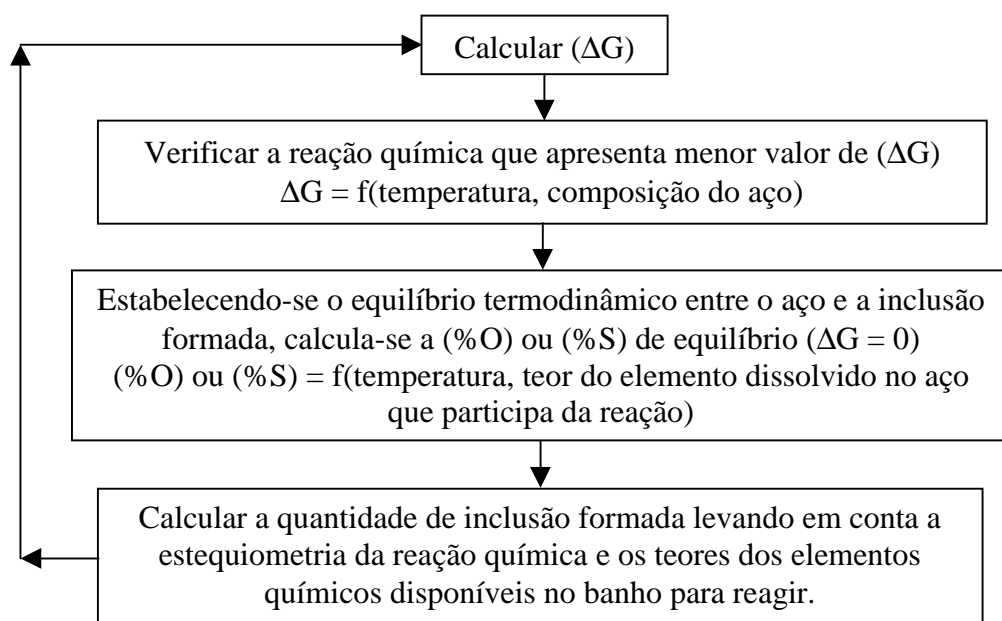 Calcular (ΔG)
Verificar a reação química que apresenta menor valor de (ΔG)
ΔG = f(temperatura, composição do aço)
Estabelecendo-se o equilíbrio termodinâmico entre o aço e a inclusão
formada, calcula-se a (%O) ou (%S) de equilíbrio (ΔG = 0)
(%O) ou (%S) = f(temperatura, teor do elemento dissolvido no aço
que participa da reação)
Calcular a quantidade de inclusão formada levando em conta a
estequiometria da reação química e os teores dos elementos
químicos disponíveis no banho para reagir.